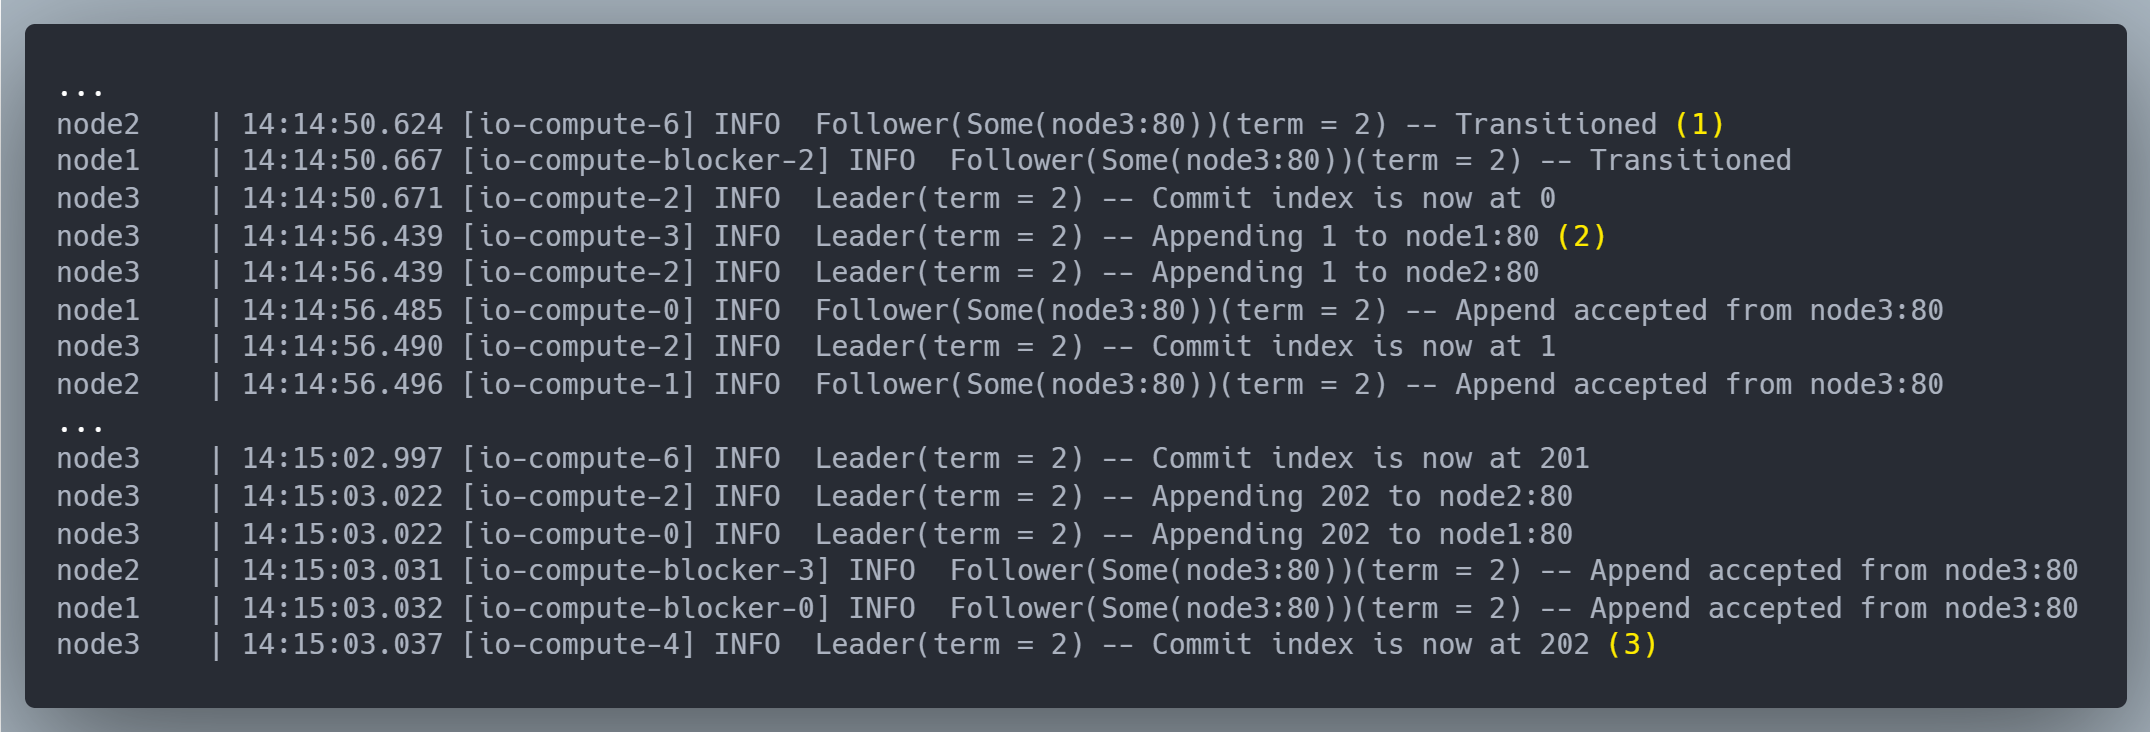 ...
node2    | 14:14:50.624 [io-compute-6] INFO  Follower(Some(node3:80))(term = 2) -- Transitioned (1)
node1    | 14:14:50.667 [io-compute-blocker-2] INFO  Follower(Some(node3:80))(term = 2) -- Transitioned
node3    | 14:14:50.671 [io-compute-2] INFO  Leader(term = 2) -- Commit index is now at 0
node3    | 14:14:56.439 [io-compute-3] INFO  Leader(term = 2) -- Appending 1 to node1:80 (2)
node3    | 14:14:56.439 [io-compute-2] INFO  Leader(term = 2) -- Appending 1 to node2:80
node1    | 14:14:56.485 [io-compute-0] INFO  Follower(Some(node3:80))(term = 2) -- Append accepted from node3:80
node3    | 14:14:56.490 [io-compute-2] INFO  Leader(term = 2) -- Commit index is now at 1
node2    | 14:14:56.496 [io-compute-1] INFO  Follower(Some(node3:80))(term = 2) -- Append accepted from node3:80
...
node3    | 14:15:02.997 [io-compute-6] INFO  Leader(term = 2) -- Commit index is now at 201
node3    | 14:15:03.022 [io-compute-2] INFO  Leader(term = 2) -- Appending 202 to node2:80
node3    | 14:15:03.022 [io-compute-0] INFO  Leader(term = 2) -- Appending 202 to node1:80
node2    | 14:15:03.031 [io-compute-blocker-3] INFO  Follower(Some(node3:80))(term = 2) -- Append accepted from node3:80
node1    | 14:15:03.032 [io-compute-blocker-0] INFO  Follower(Some(node3:80))(term = 2) -- Append accepted from node3:80
node3    | 14:15:03.037 [io-compute-4] INFO  Leader(term = 2) -- Commit index is now at 202 (3)